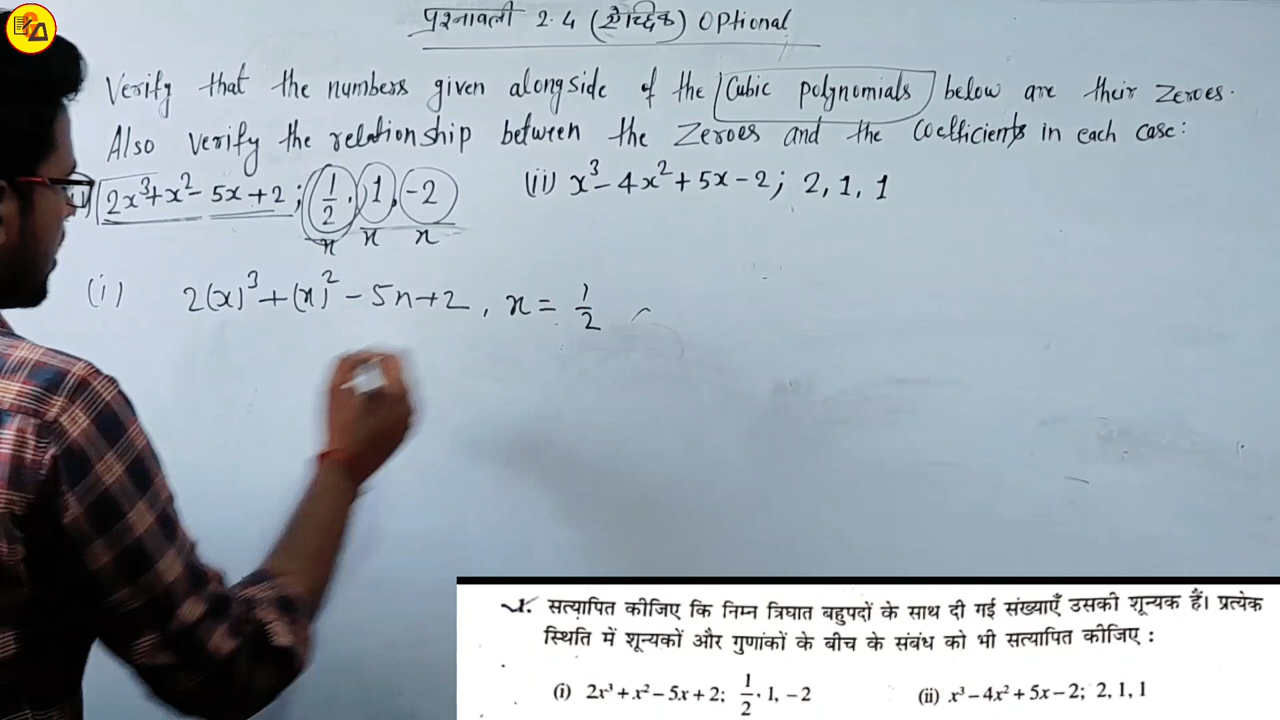 प्रश्नावली 2.4 (ऐच्छिक) Optional
Verify that the numbers given alongside of the Cubic polynomials below are their zeroes.
Also verify the relationship between the zeroes and the coefficients in each case:
(i) 2x³+x²-5x+2; 1/2, 1, -2 (ii) x³-4x²+5x-2; 2, 1, 1
x x x
(i) 2(x)³+(x)²-5x+2, x = 1/2
1. सत्यापित कीजिए कि निम्न त्रिघात बहुपदों के साथ दी गई संख्याएँ उसकी शून्यक हैं। प्रत्येक
स्थिति में शून्यकों और गुणांकों के बीच के संबंध को भी सत्यापित कीजिए :
(i) 2x³+x²-5x+2; 1/2, 1, -2 (ii) x³-4x²+5x-2; 2, 1, 1